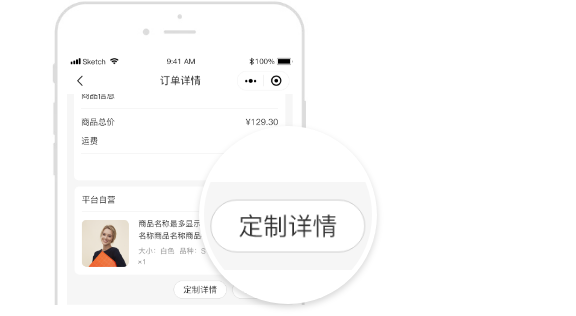 Sketch 9:41 AM 100%
订单详情
商品信息
商品总价 ¥129.30
运费
平台自营
商品名称最多显示
名称商品名称商品
大小：白色 品种：S
×1
定制详情
定制详情